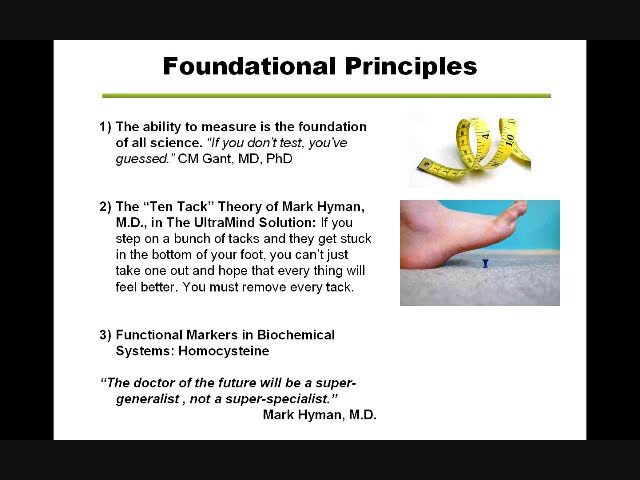 Foundational Principles
1) The ability to measure is the foundation
of all science. “If you don’t test, you’ve
guessed.” CM Gant, MD, PhD
2) The “Ten Tack” Theory of Mark Hyman,
M.D., in The UltraMind Solution: If you
step on a bunch of tacks and they get stuck
in the bottom of your foot, you can’t just
take one out and hope that every thing will
feel better. You must remove every tack.
3) Functional Markers in Biochemical
Systems: Homocysteine
“The doctor of the future will be a super-
generalist , not a super-specialist.”
Mark Hyman, M.D.